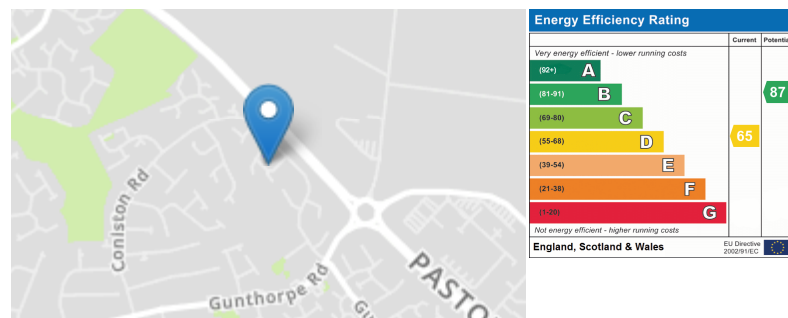 Coniston Rd
Gunthorpe Rd
PASTO
Gu
Energy Efficiency Rating
Current Potentia
Very energy efficient - lower running costs
(92+) A
(81-91) B
87
(69-80) C
(55-68) D
65
(39-54) E
(21-38) F
(1-20) G
Not energy efficient - higher running costs
England, Scotland & Wales
EU Directive
2002/91/EC